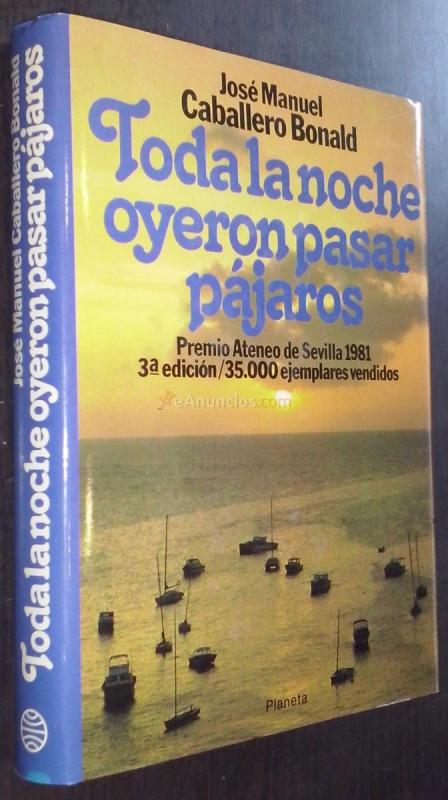 José Manuel
Caballero Bonald
Toda la noche
oyeron pasar
pájaros
Premio Ateneo de Sevilla 1981
3ª edición/35.000 ejemplares vendidos
eAnuncios.com
Planeta
José Manuel Caballero Bonald
Toda la noche oyeron pasar pájaros